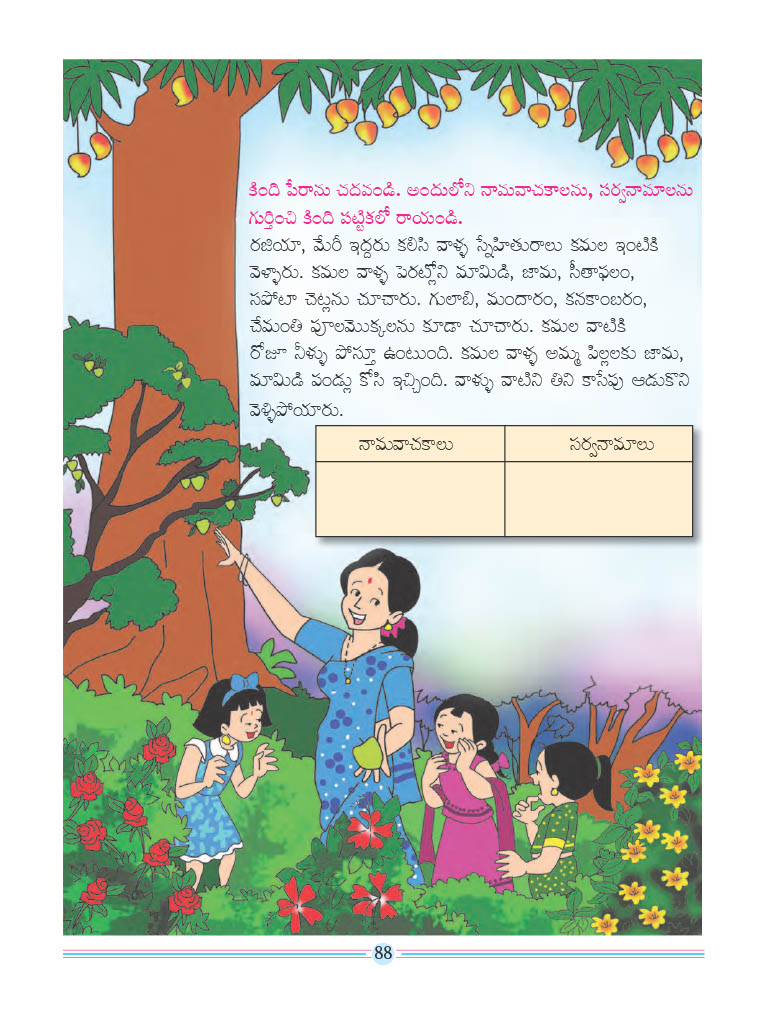 కింది పేరాను చదవండి. అందులోని నామవాచకాలను, సర్వనామాలను
గుర్తించి కింది పట్టికలో రాయండి.
రజియా, మేరీ ఇద్దరు కలిసి వాళ్ళ స్నేహితురాలు కమల ఇంటికి
వెళ్ళారు. కమల వాళ్ళ పెరట్లోని మామిడి, జామ, సీతాఫలం,
సపోటా చెట్లను చూచారు. గులాబి, మందారం, కనకాంబరం,
చేమంతి పూలమొక్కలను కూడా చూచారు. కమల వాటికి
రోజూ నీళ్ళు పోస్తూ ఉంటుంది. కమల వాళ్ళ అమ్మ పిల్లలకు జామ,
మామిడి పండ్లు కోసి ఇచ్చింది. వాళ్ళు వాటిని తిని కాసేపు ఆడుకొని
వెళ్ళిపోయారు.
నామవాచకాలు సర్వనామాలు
88